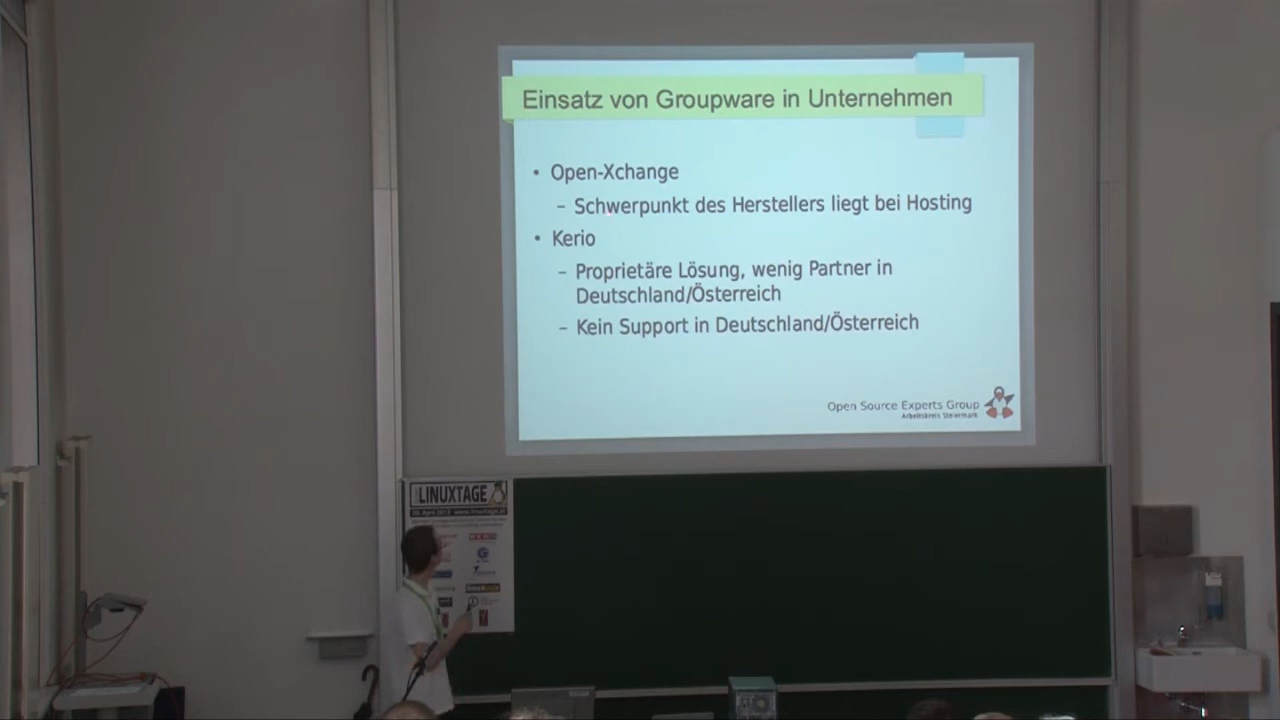 Einsatz von Groupware in Unternehmen
• Open-Xchange
– Schwerpunkt des Herstellers liegt bei Hosting
• Kerio
– Proprietäre Lösung, wenig Partner in
Deutschland/Österreich
– Kein Support in Deutschland/Österreich
Open Source Experts Group
Arbeitskreis Steiermark
LINUXTAGE